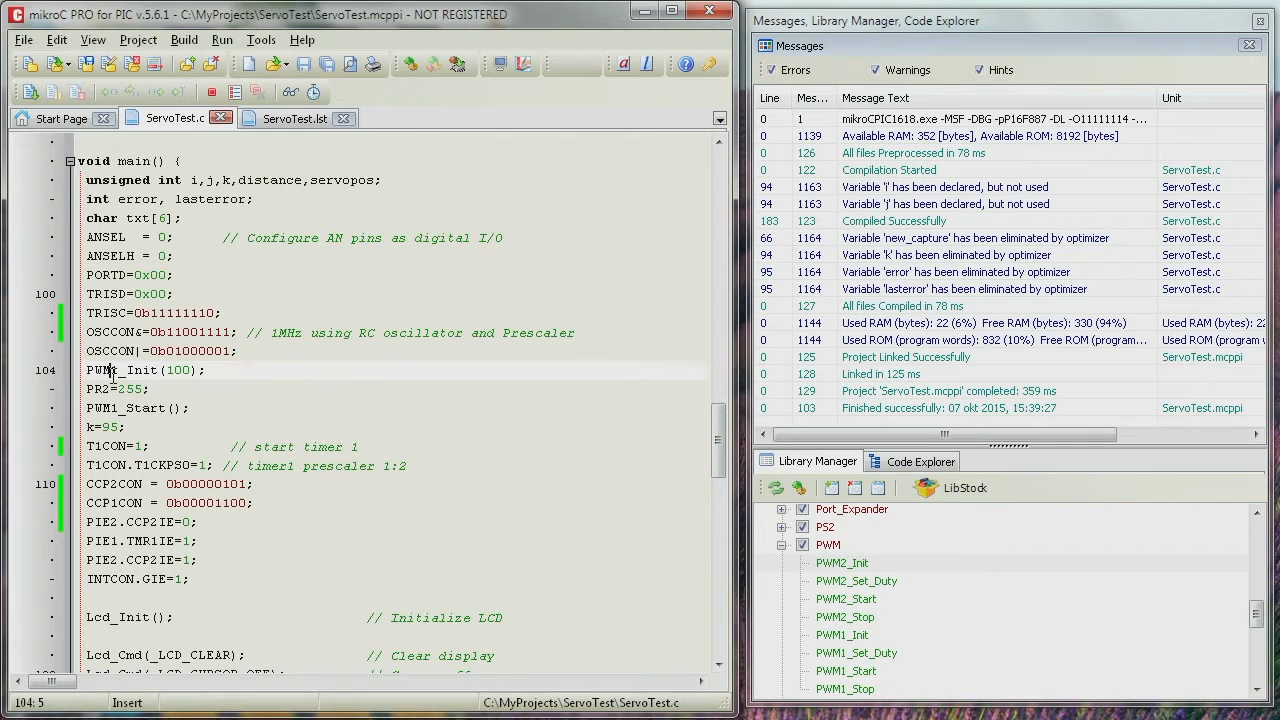 mikroC PRO for PIC v.5.6.1 - C:\MyProjects\ServoTest\ServoTest.mcppi - NOT REGISTERED
File Edit View Project Build Run Tools Help
Start Page ServoTest.c ServoTest.lst
void main() {
unsigned int i,j,k,distance,servopos;
int error, lasterror;
char txt[6];
ANSEL = 0; // Configure AN pins as digital I/O
ANSELH = 0;
PORTD=0x00;
100 TRISD=0x00;
TRISC=0b11111110;
OSCCON&=0b11001111; // 1MHz using RC oscillator and Prescaler
OSCCON|=0b01000001;
104 PWM1_Init(100);
PR2=255;
PWM1_Start();
k=95;
T1CON=1; // start timer 1
T1CON.T1CKPS0=1; // timer1 prescaler 1:2
110 CCP2CON = 0b00000101;
CCP1CON = 0b00001100;
PIE2.CCP2IE=0;
PIE1.TMR1IE=1;
PIE2.CCP2IE=1;
INTCON.GIE=1;
Lcd_Init(); // Initialize LCD
Lcd_Cmd(_LCD_CLEAR); // Clear display
104: 5 Insert C:\MyProjects\ServoTest\ServoTest.c
Messages, Library Manager, Code Explorer
Messages
Errors Warnings Hints
Line Mes... Message Text Unit
0 1 mikroCPIC1618.exe -MSF -DBG -pP16F887 -DL -O11111114 -...
0 1139 Available RAM: 352 [bytes], Available ROM: 8192 [bytes]
0 126 All files Preprocessed in 78 ms
0 122 Compilation Started ServoTest.c
94 1163 Variable 'i' has been declared, but not used ServoTest.c
94 1163 Variable 'j' has been declared, but not used ServoTest.c
183 123 Compiled Successfully ServoTest.c
66 1164 Variable 'new_capture' has been eliminated by optimizer ServoTest.c
94 1164 Variable 'k' has been eliminated by optimizer ServoTest.c
95 1164 Variable 'error' has been eliminated by optimizer ServoTest.c
95 1164 Variable 'lasterror' has been eliminated by optimizer ServoTest.c
0 127 All files Compiled in 78 ms
0 1144 Used RAM (bytes): 22 (6%) Free RAM (bytes): 330 (94%) Used RAM (bytes): 22
0 1144 Used ROM (program words): 832 (10%) Free ROM (program... Used ROM (program w
0 125 Project Linked Successfully ServoTest.mcppi
0 128 Linked in 128 ms
0 129 Project 'ServoTest.mcppi' completed: 359 ms
0 103 Finished successfully: 07 okt 2015, 15:39:27 ServoTest.mcppi
Library Manager Code Explorer
LibStock
Port_Expander
PS2
PWM
PWM2_Init
PWM2_Set_Duty
PWM2_Start
PWM2_Stop
PWM1_Init
PWM1_Set_Duty
PWM1_Start
PWM1_Stop